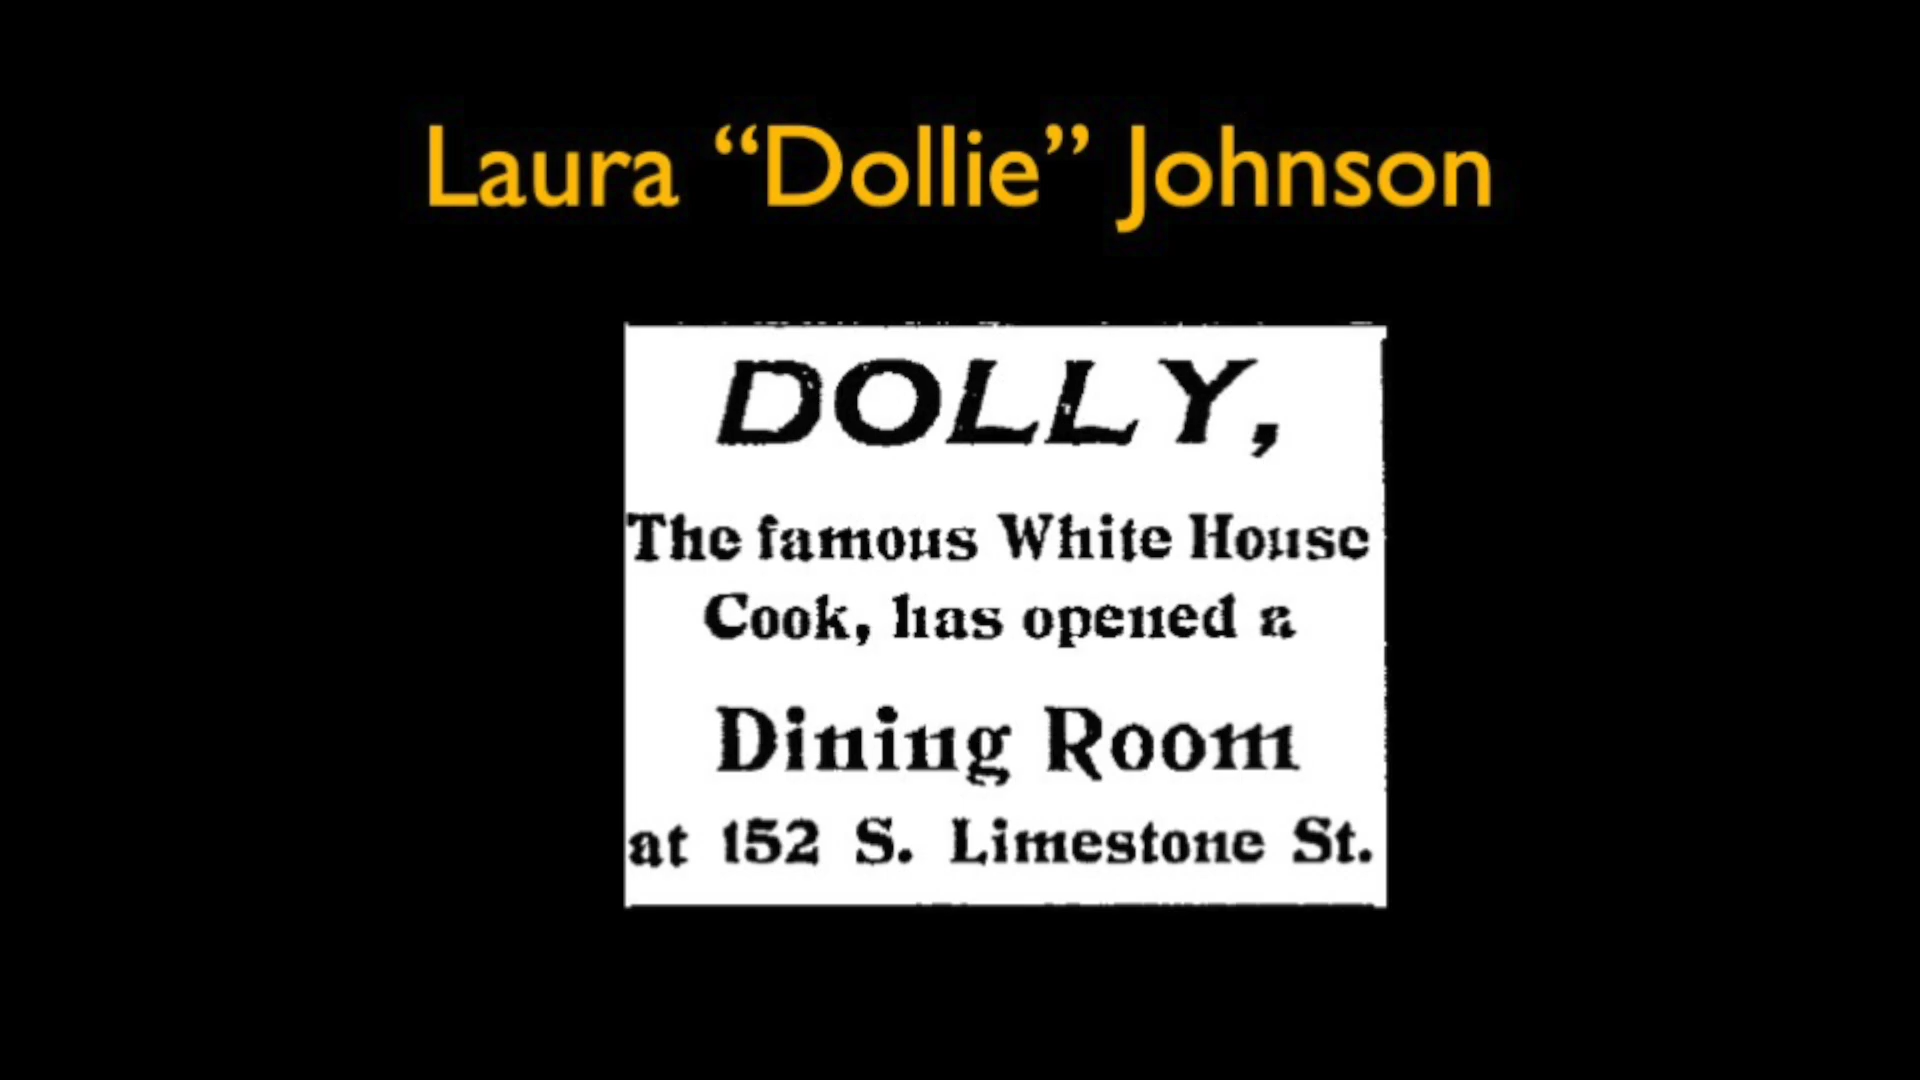 Laura “Dollie” Johnson
DOLLY,
The famous White House
Cook, has opened a
Dining Room
at 152 S. Limestone St.